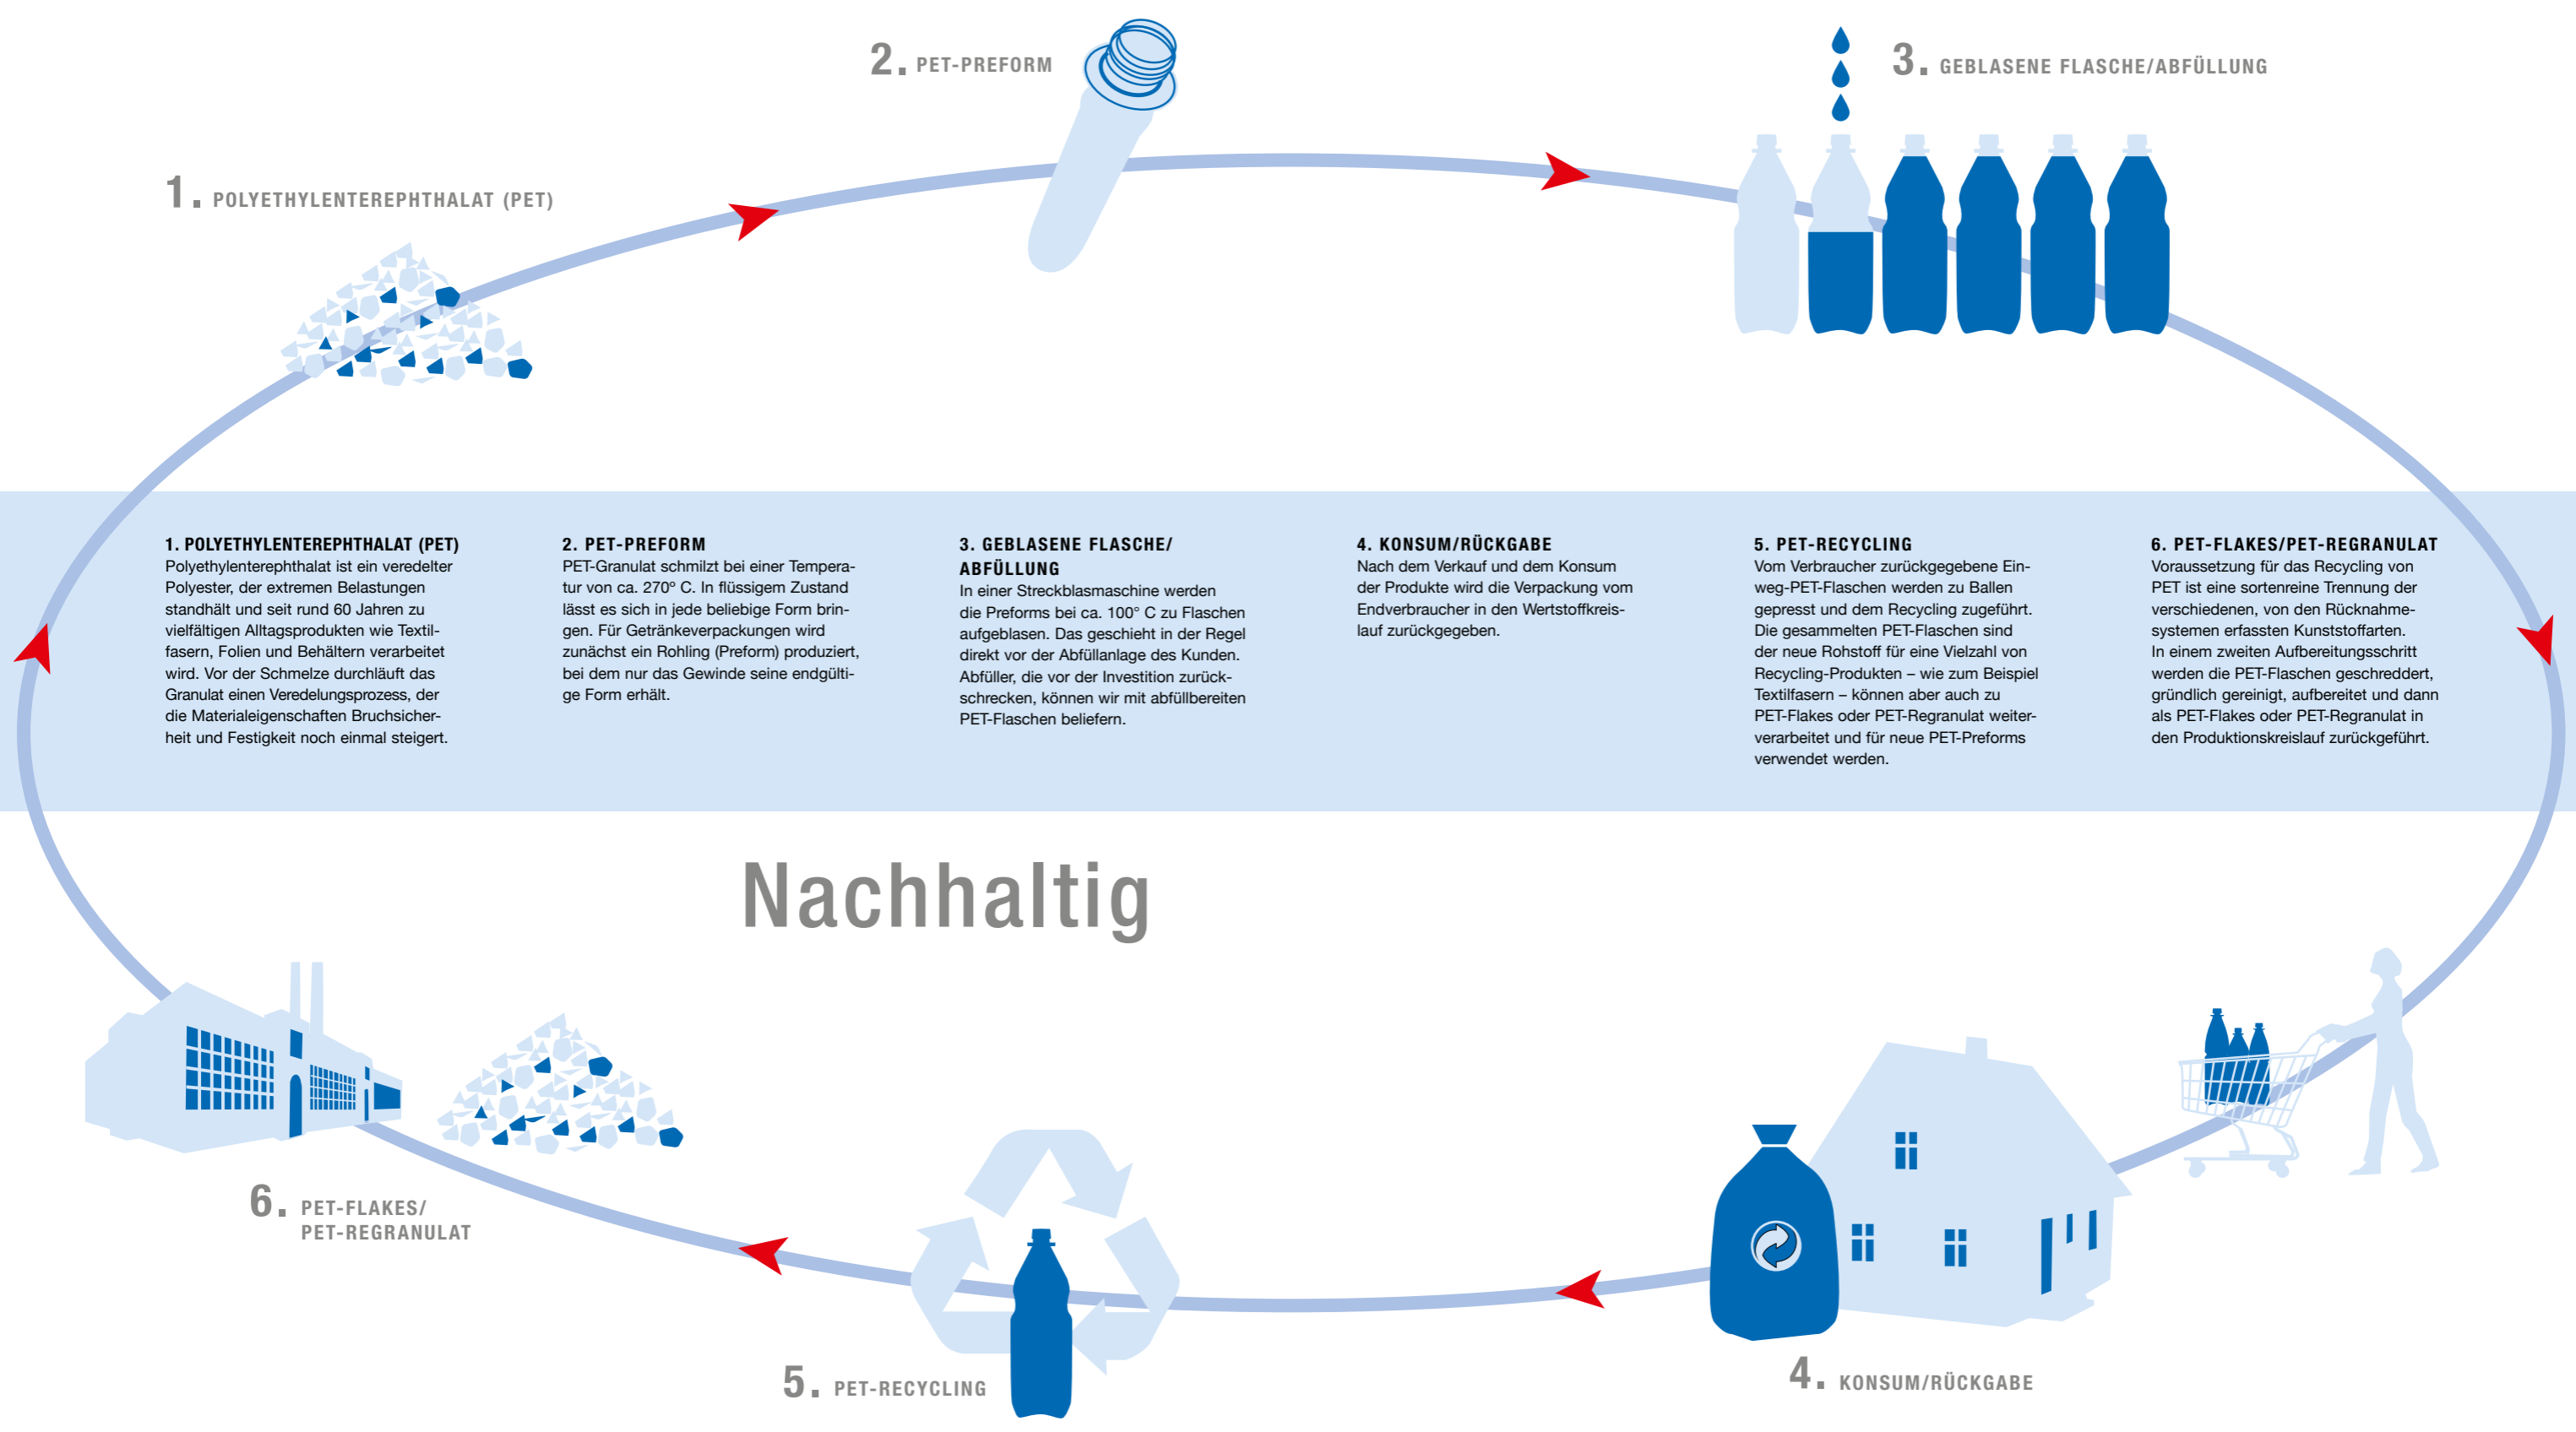 2. PET-PREFORM
3. GEBLASENE FLASCHE/ABFÜLLUNG
1. POLYETHYLENTEREPHTHALAT (PET)
1. POLYETHYLENTEREPHTHALAT (PET)
Polyethylenterephthalat ist ein veredelter
Polyester, der extremen Belastungen
standhält und seit rund 60 Jahren zu
vielfältigen Alltagsprodukten wie Textil-
fasern, Folien und Behältern verarbeitet
wird. Vor der Schmelze durchläuft das
Granulat einen Veredelungsprozess, der
die Materialeigenschaften Bruchsicher-
heit und Festigkeit noch einmal steigert.
2. PET-PREFORM
PET-Granulat schmilzt bei einer Tempera-
tur von ca. 270º C. In flüssigem Zustand
lässt es sich in jede beliebige Form brin-
gen. Für Getränkeverpackungen wird
zunächst ein Rohling (Preform) produziert,
bei dem nur das Gewinde seine endgülti-
ge Form erhält.
3. GEBLASENE FLASCHE/
ABFÜLLUNG
In einer Streckblasmaschine werden
die Preforms bei ca. 100° C zu Flaschen
aufgeblasen. Das geschieht in der Regel
direkt vor der Abfüllanlage des Kunden.
Abfüller, die vor der Investition zurück-
schrecken, können wir mit abfüllbereiten
PET-Flaschen beliefern.
4. KONSUM/RÜCKGABE
Nach dem Verkauf und dem Konsum
der Produkte wird die Verpackung vom
Endverbraucher in den Wertstoffkreis-
lauf zurückgegeben.
5. PET-RECYCLING
Vom Verbraucher zurückgegebene Ein-
weg-PET-Flaschen werden zu Ballen
gepresst und dem Recycling zugeführt.
Die gesammelten PET-Flaschen sind
der neue Rohstoff für eine Vielzahl von
Recycling-Produkten – wie zum Beispiel
Textilfasern – können aber auch zu
PET-Flakes oder PET-Regranulat weiter-
verarbeitet und für neue PET-Preforms
verwendet werden.
6. PET-FLAKES/PET-REGRANULAT
Voraussetzung für das Recycling von
PET ist eine sortenreine Trennung der
verschiedenen, von den Rücknahme-
systemen erfassten Kunststoffarten.
In einem zweiten Aufbereitungsschritt
werden die PET-Flaschen geschreddert,
gründlich gereinigt, aufbereitet und dann
als PET-Flakes oder PET-Regranulat in
den Produktionskreislauf zurückgeführt.
Nachhaltig
6. PET-FLAKES/
PET-REGRANULAT
5. PET-RECYCLING
4. KONSUM/RÜCKGABE